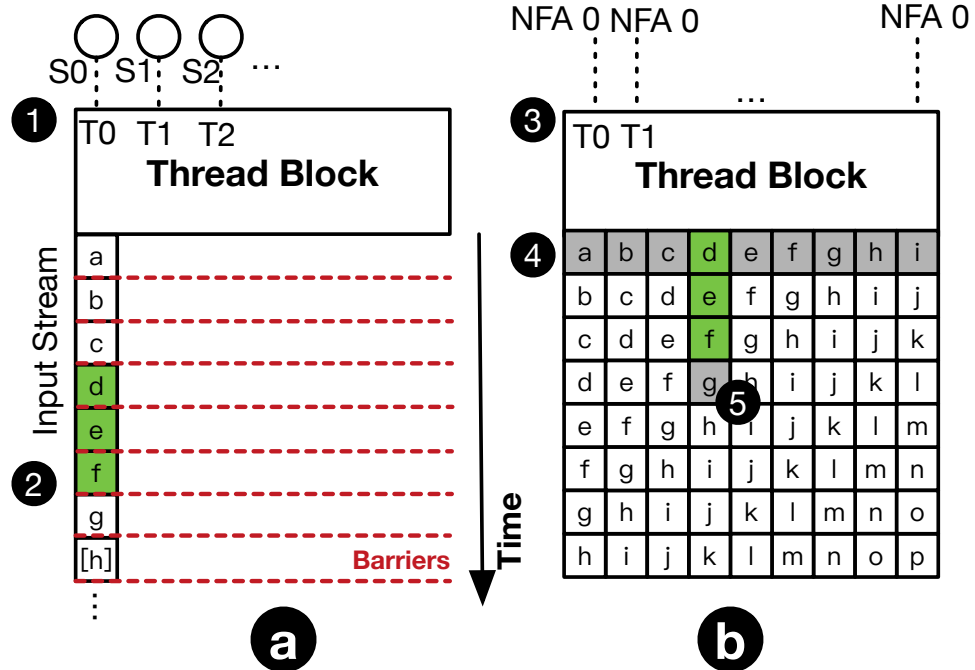 S0 S1 S2 ...
1
T0 T1 T2
Thread Block
Input Stream
a
b
c
d
e
2
f
g
[h]
Barriers
...
Time
a
NFA 0 NFA 0 NFA 0
...
3
T0 T1
Thread Block
4
a b c d e f g h i
b c d e f g h i j
c d e f g h i j k
d e f g h i j k l
5
e f g h i j k l m
f g h i j k l m n
g h i j k l m n o
h i j k l m n o p
b